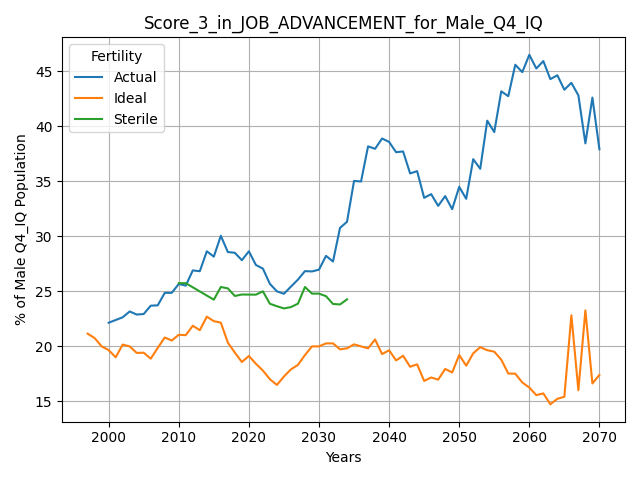 Score_3_in_JOB_ADVANCEMENT_for_Male_Q4_IQ
Fertility
Actual
Ideal
Sterile
% of Male Q4_IQ Population
45
40
35
30
25
20
15
2000 2010 2020 2030 2040 2050 2060 2070
Years